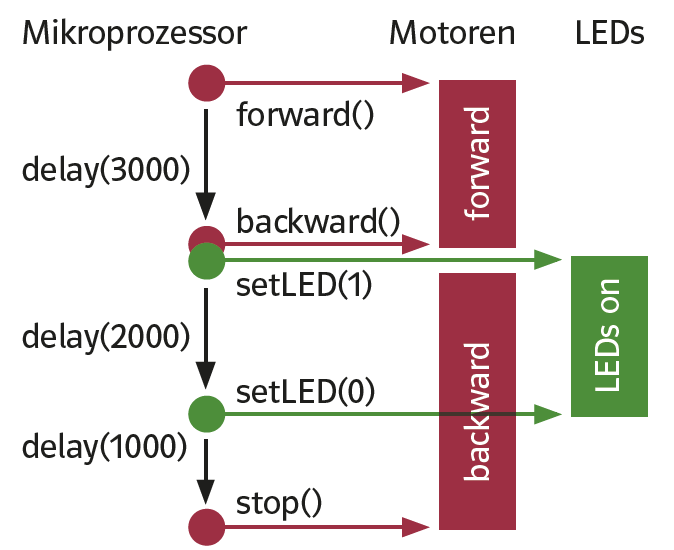 Mikroprozessor Motoren LEDs
forward()
forward
delay(3000)
backward()
setLED(1)
LEDs on
delay(2000)
backward
setLED(0)
delay(1000)
stop()